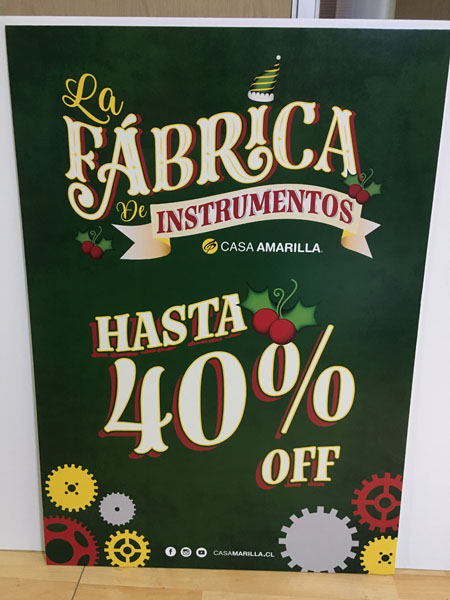 La
FÁBRICA
De INSTRUMENTOS
CASA AMARILLA.
HASTA
40%
OFF
CASAMARILLA.CL